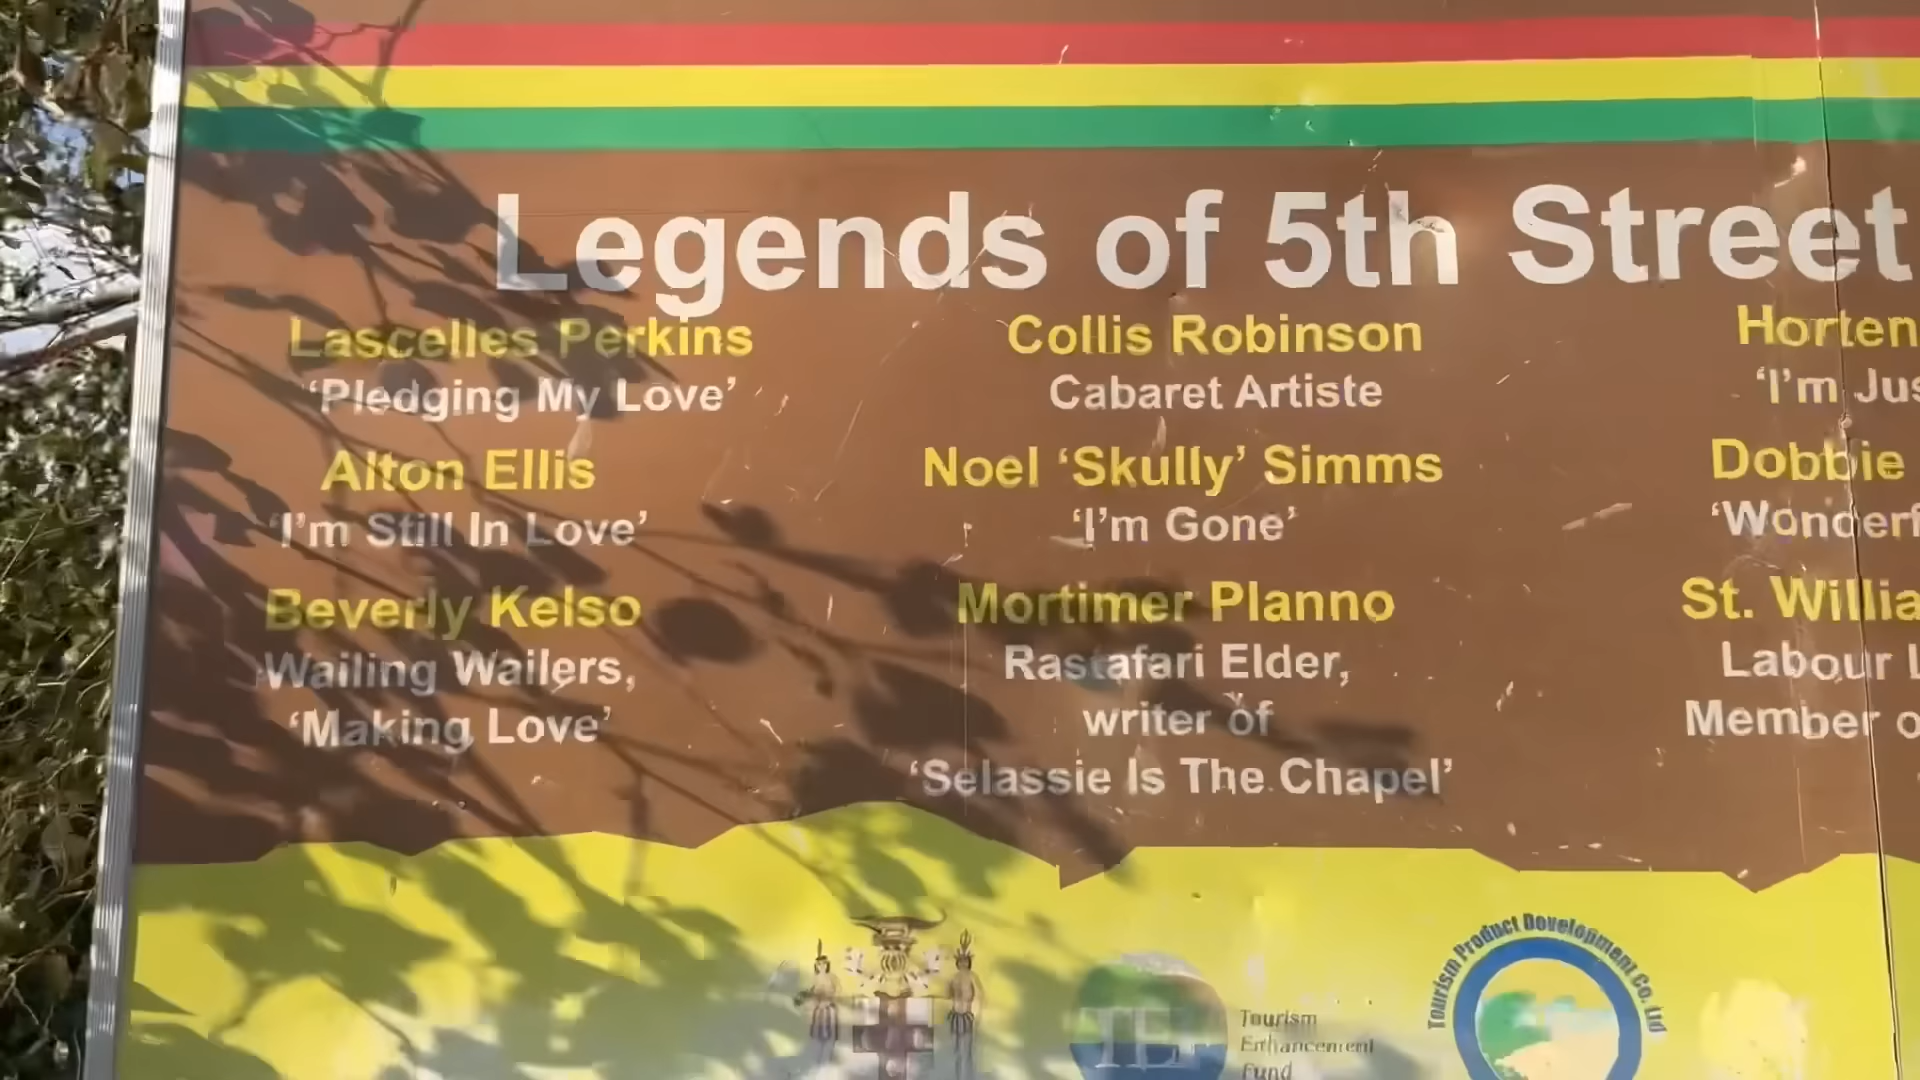 Legends of 5th Street
Lascelles Perkins
'Pledging My Love'
Alton Ellis
'I'm Still In Love'
Beverly Kelso
Wailing Wailers,
'Making Love'
Collis Robinson
Cabaret Artiste
Noel 'Skully' Simms
'I'm Gone'
Mortimer Planno
Rastafari Elder,
writer of
'Selassie Is The Chapel'
Horten
'I'm Jus
Dobbie
'Wonderf
St. Willia
Labour L
Member o
TEF
Tourism
Enhancement
Fund
Tourism Product Development Co. Ltd